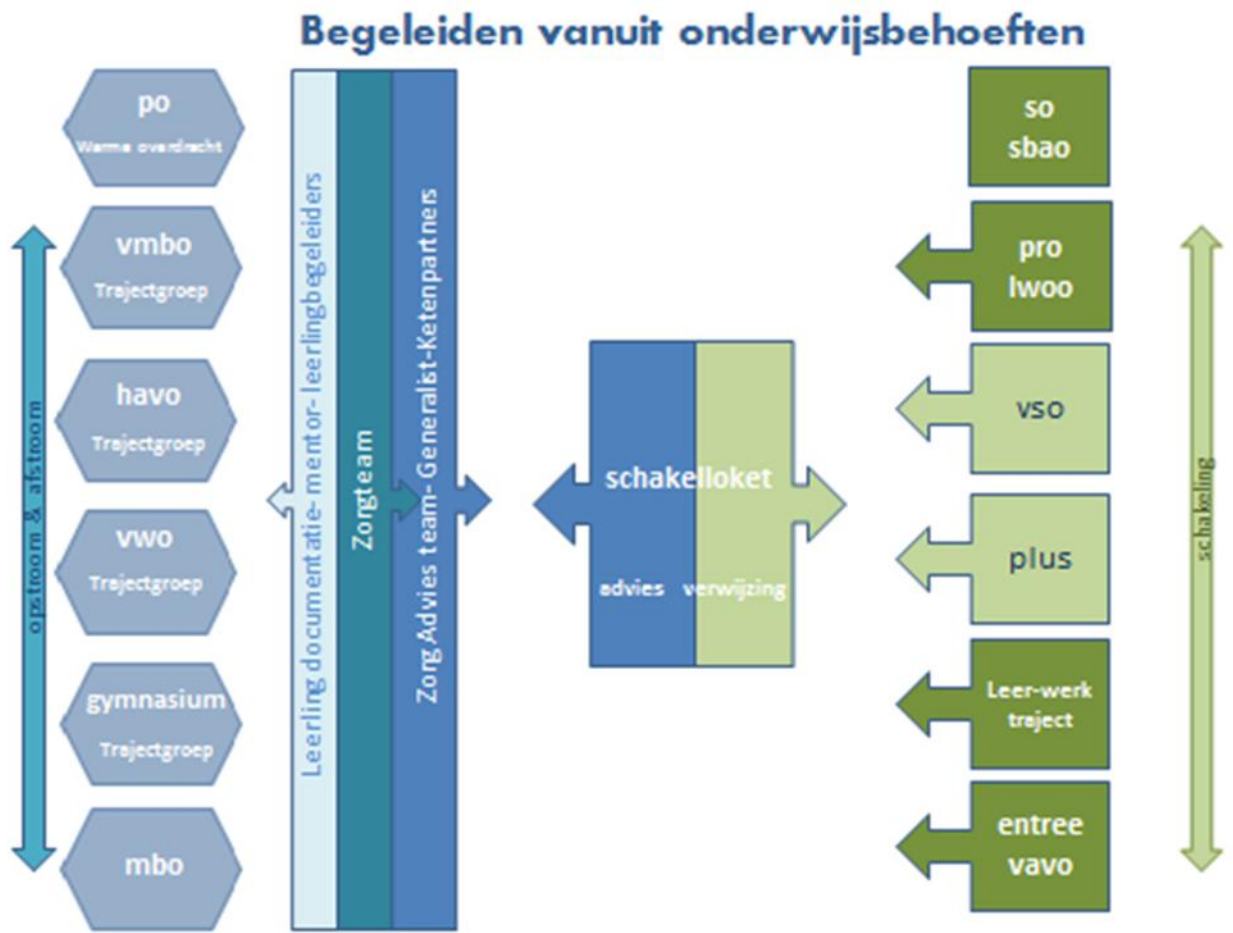 Begeleiden vanuit onderwijsbehoeften
po
Warme overdracht
vmbo
Trajectgroep
havo
Trajectgroep
vwo
Trajectgroep
gymnasium
Trajectgroep
mbo
opstroom & afstroom
Leerling documentatie- mentor- leerlingbegeleiders
Zorgteam
Zorg Advies team- Generalist-Ketenpartners
schakelloket
advies verwijzing
so
sbao
pro
lwoo
vso
plus
Leer-werk
traject
entree
vavo
schakeling